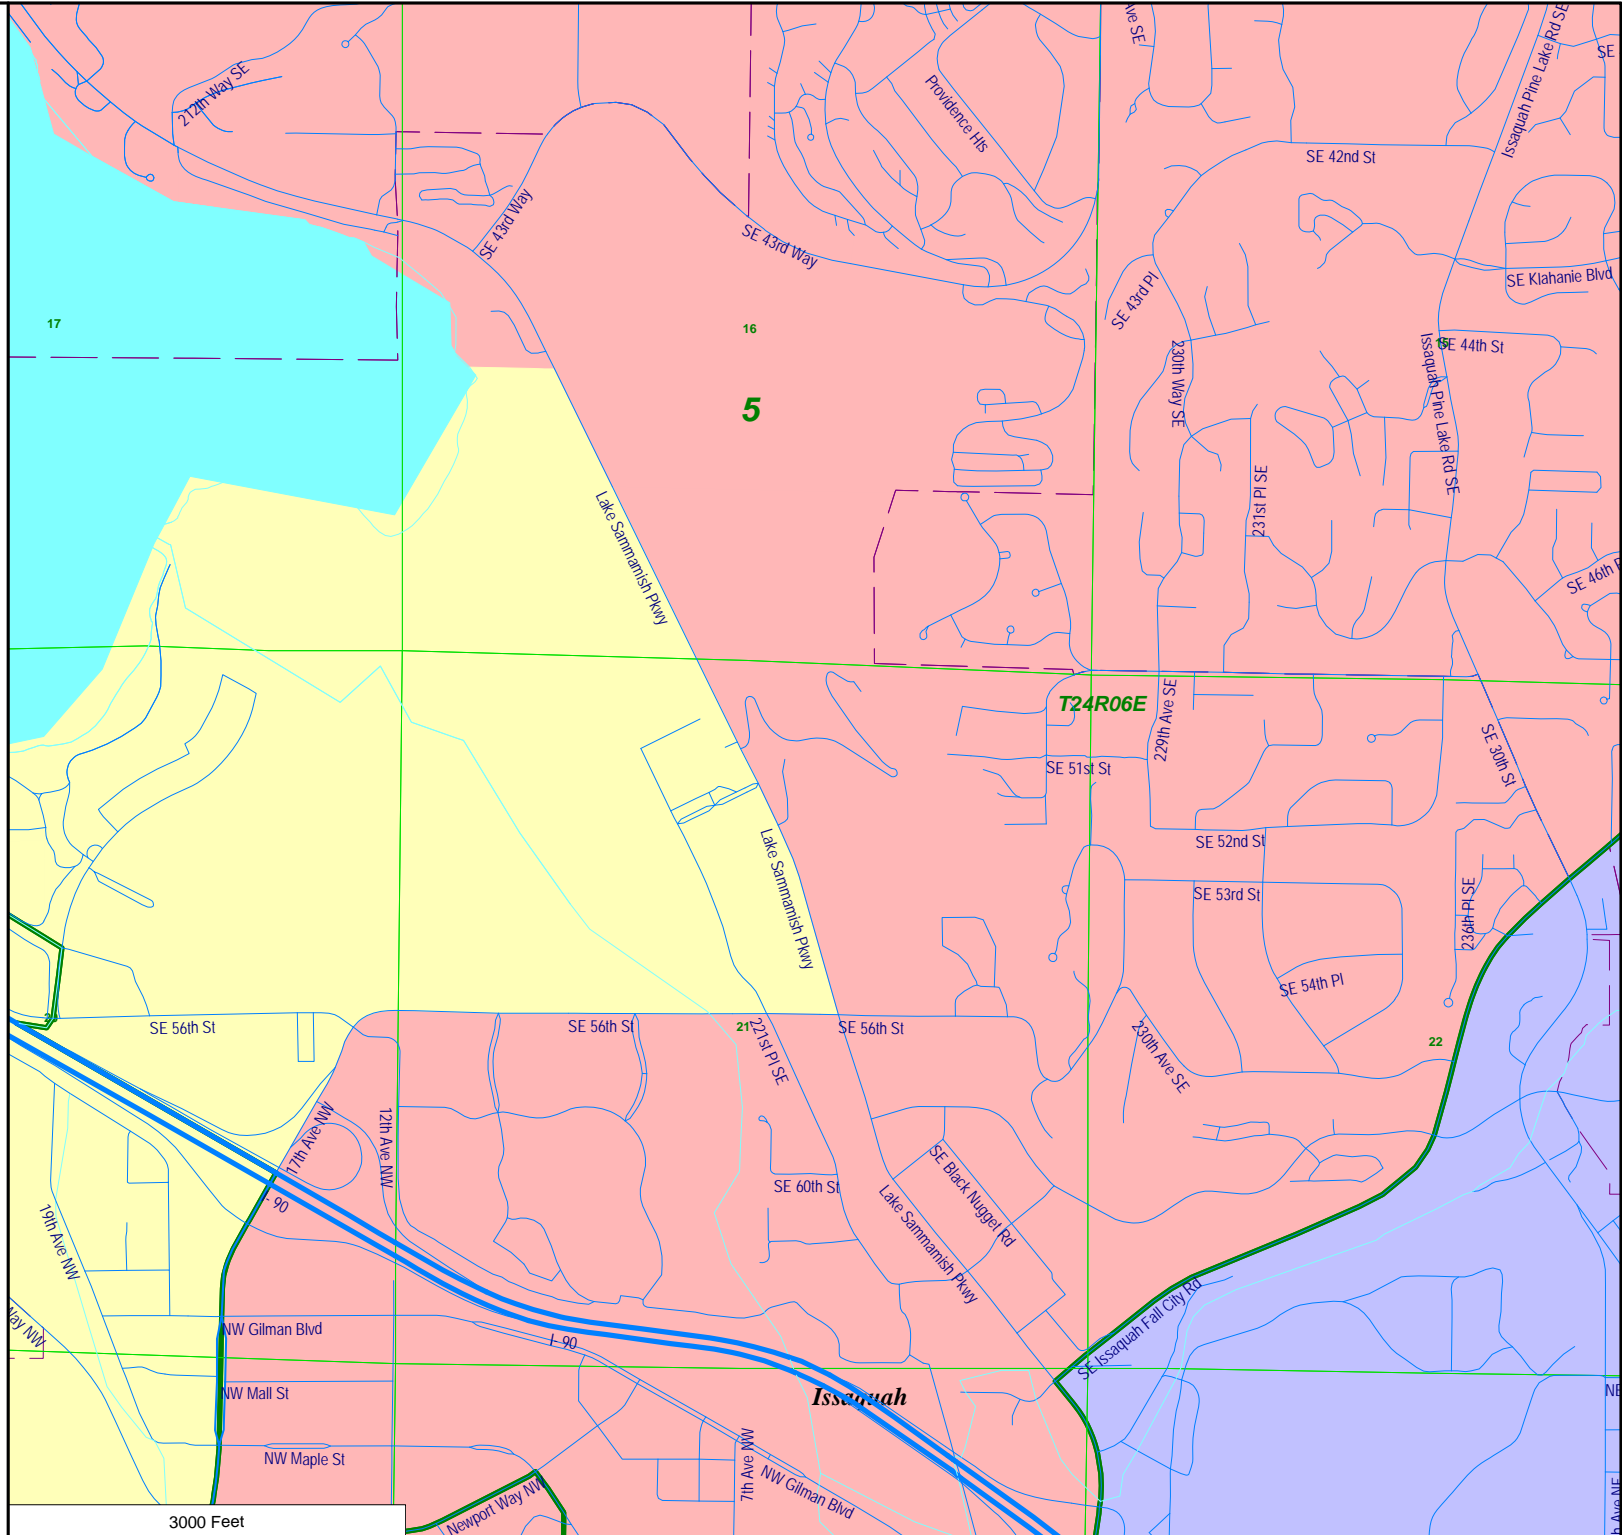 Ave SE
Issaquah Pine Lake Rd SE
SE
212th Way SE
Providence Hts
SE 42nd St
SE 43rd Way
SE 43rd Way
SE 43rd Pl
SE Klahanie Blvd
17
16
230th Way SE
Issaquah Pine Lake Rd SE
SE 44th St
5
Lake Sammamish Pkwy
231st Pl SE
SE 46th P
T24R06E
229th Ave SE
SE 30th St
SE 51st St
Lake Sammamish Pkwy
SE 52nd St
SE 53rd St
236th Pl SE
SE 54th Pl
SE 56th St
SE 56th St
21
221st Pl SE
SE 56th St
230th Ave SE
22
17th Ave NW
12th Ave NW
SE 60th St
SE Black Nugget Rd
I- 90
Lake Sammamish Pkwy
19th Ave NW
Way NW
NW Gilman Blvd
I- 90
SE Issaquah Fall City Rd
NW Mall St
Issaquah
NE
NW Maple St
7th Ave NW
NW Gilman Blvd
Newport Way NW
Ave NE
3000 Feet